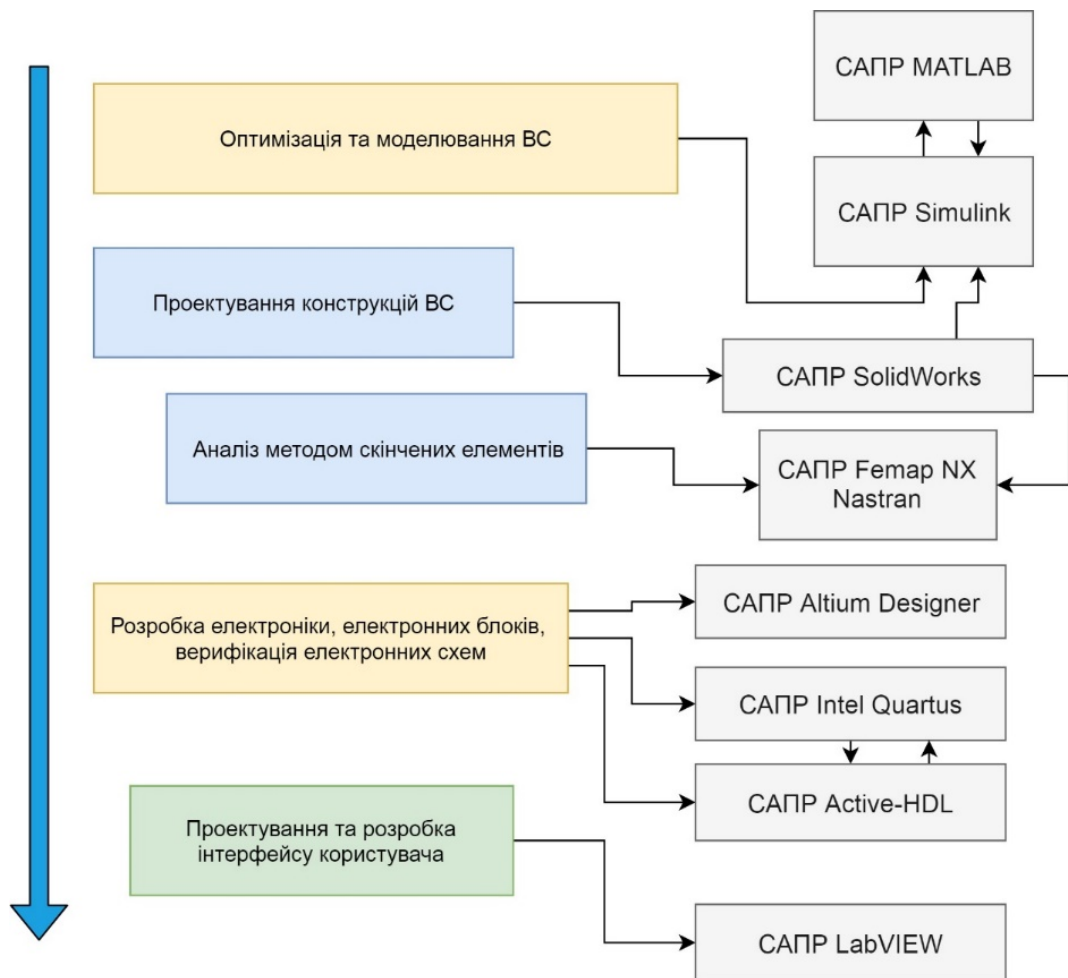 САПР MATLAB
Оптимізація та моделювання ВС
САПР Simulink
Проектування конструкцій ВС
САПР SolidWorks
Аналіз методом скінчених елементів
САПР Femap NX
Nastran
САПР Altium Designer
Розробка електроніки, електронних блоків,
верифікація електронних схем
САПР Intel Quartus
САПР Active-HDL
Проектування та розробка
інтерфейсу користувача
САПР LabVIEW